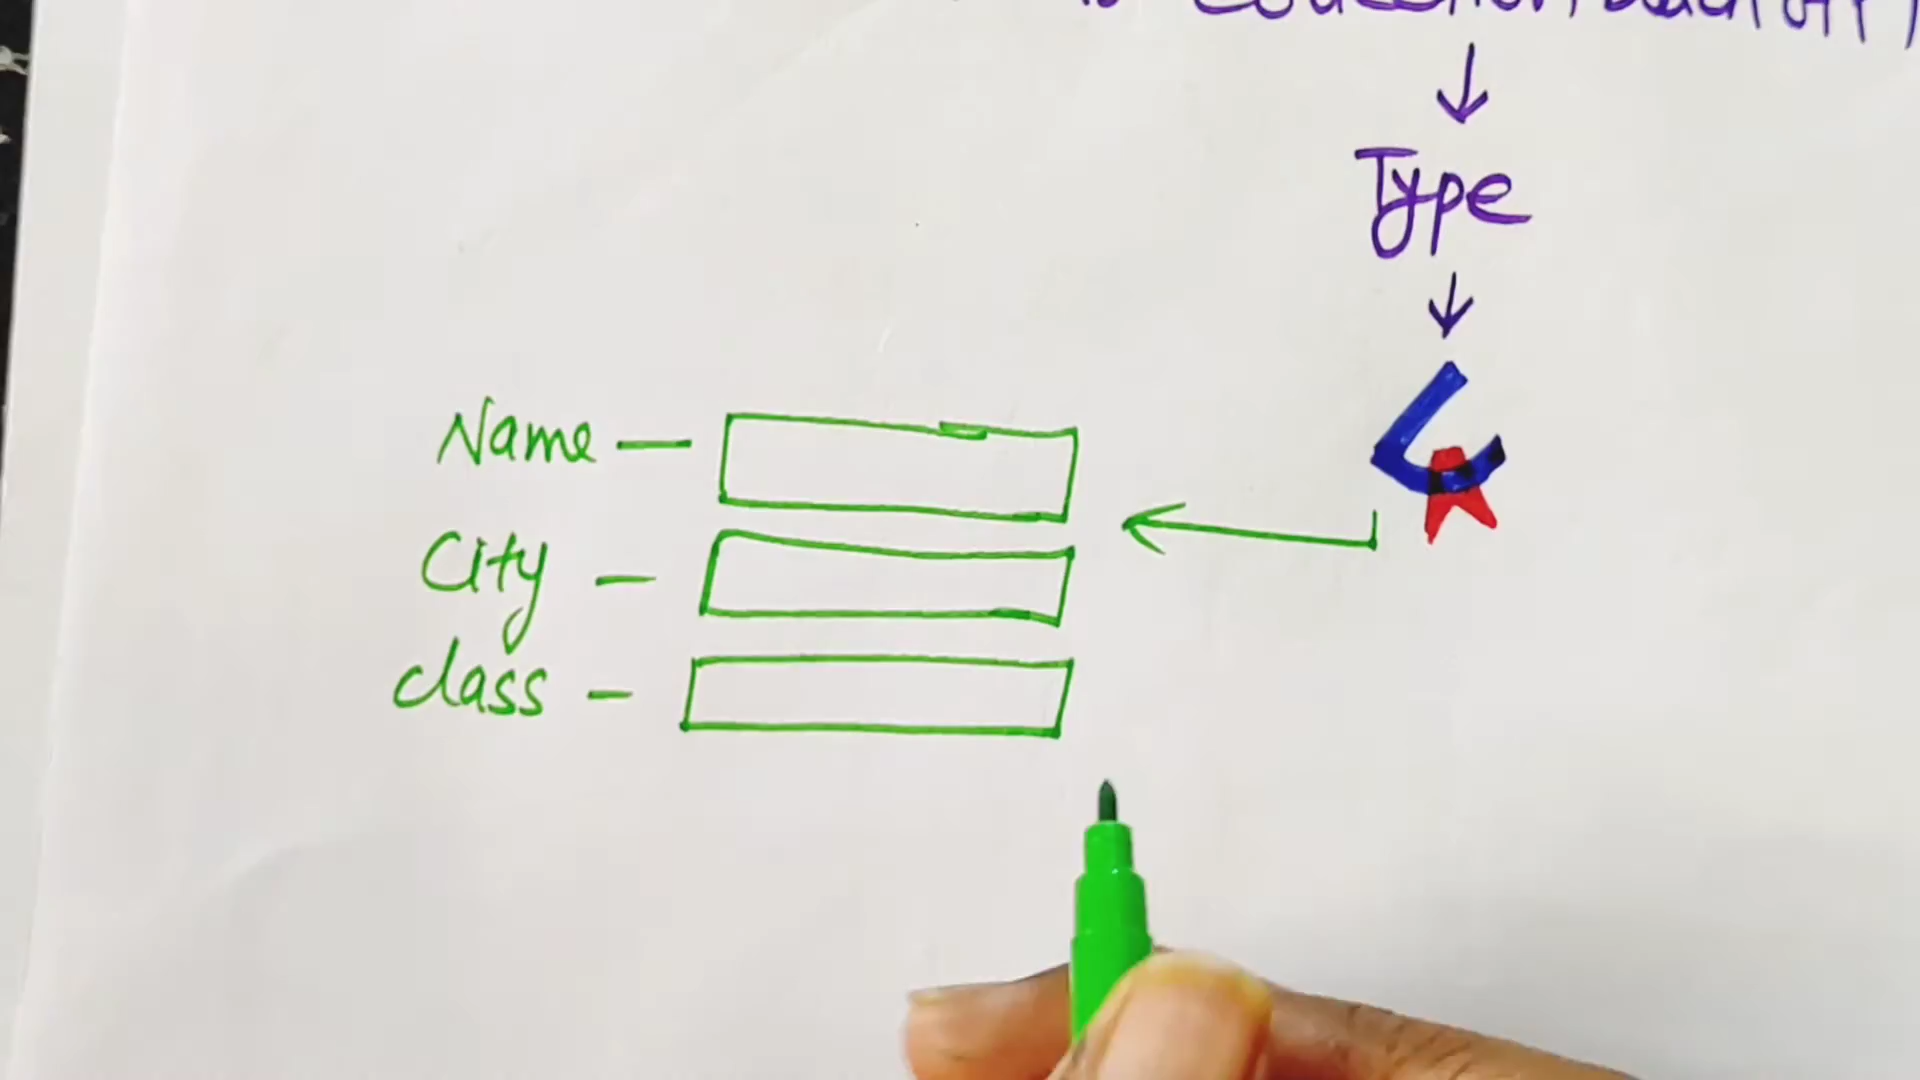 Type
Name —
City —
class —